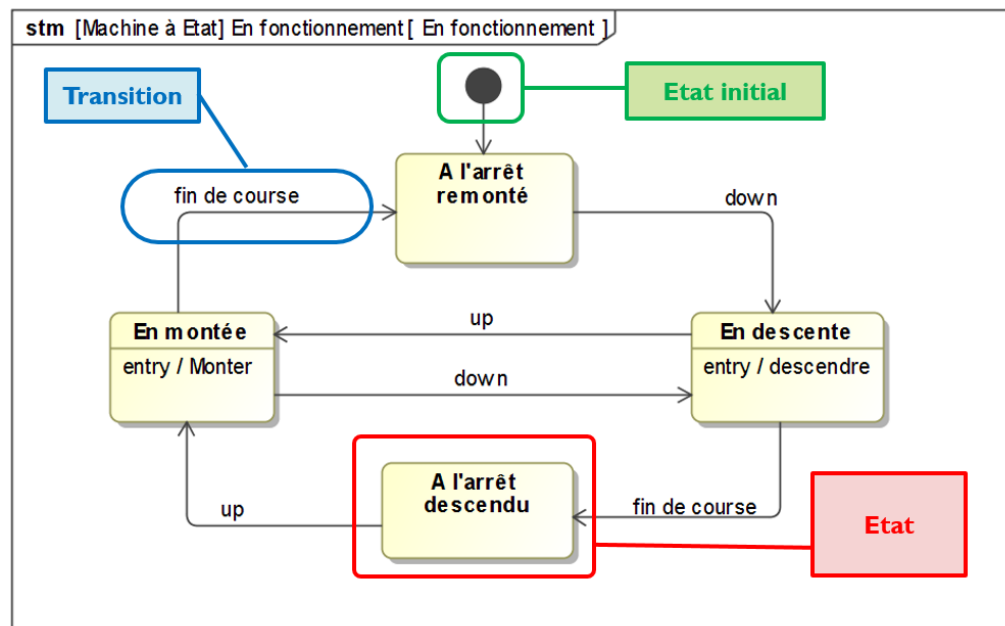 stm [Machine à Etat] En fonctionnement [ En fonctionnement ]
Transition
Etat initial
A l'arrêt
remonté
fin de course
down
En montée
entry / Monter
up
down
En descente
entry / descendre
A l'arrêt
descendu
up
fin de course
Etat